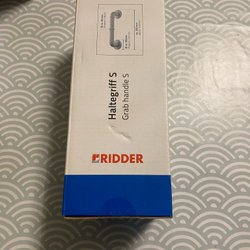 Haltegriff S
Grab handle S
RIDDER